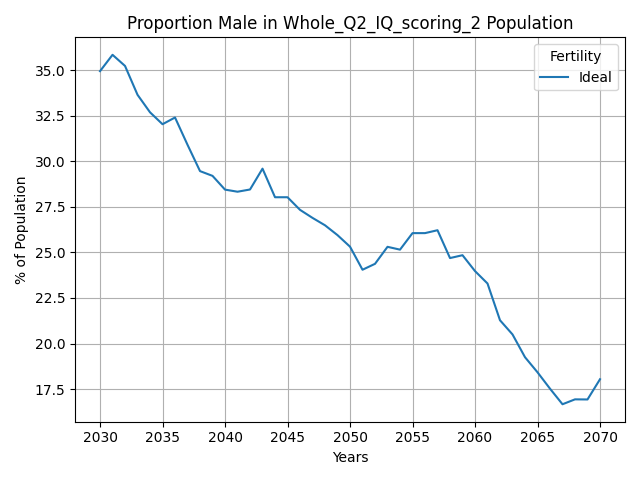 Proportion Male in Whole_Q2_IQ_scoring_2 Population
Fertility
Ideal
% of Population
35.0
32.5
30.0
27.5
25.0
22.5
20.0
17.5
2030 2035 2040 2045 2050 2055 2060 2065 2070
Years